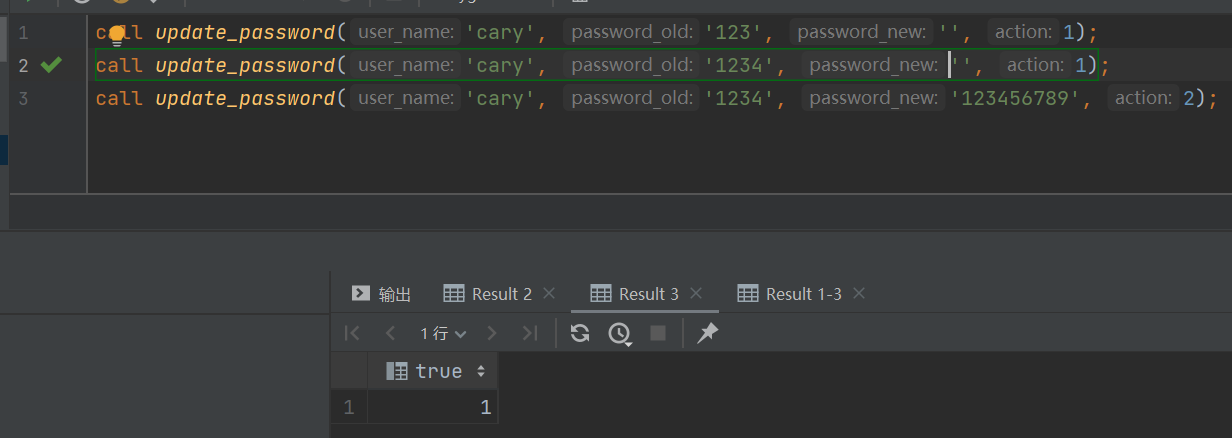 1 call update_password( user_name: 'cary', password_old: '123', password_new: '', action: 1);
2 call update_password( user_name: 'cary', password_old: '1234', password_new: '', action: 1);
3 call update_password( user_name: 'cary', password_old: '1234', password_new: '123456789', action: 2);
输出 Result 2 Result 3 Result 1-3
1 行
true
1 1